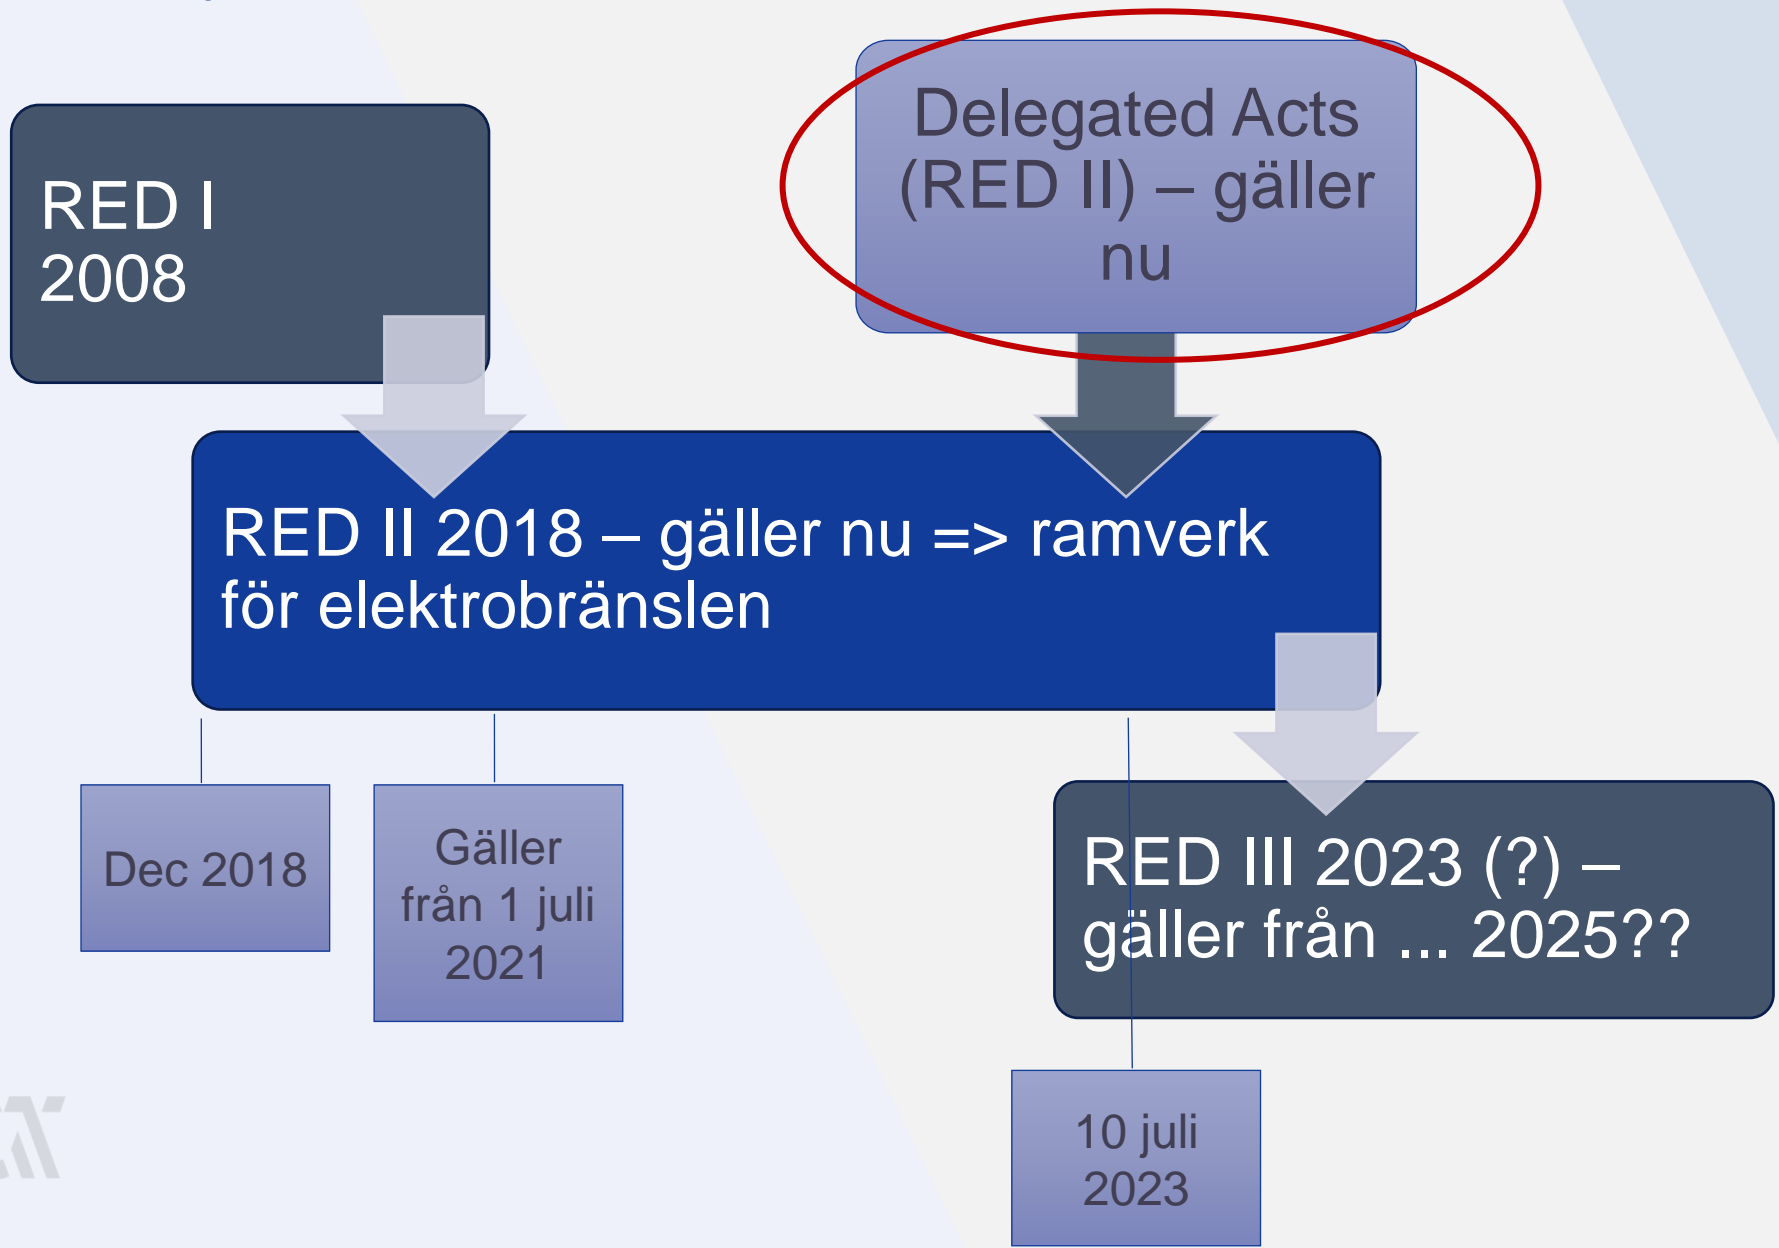 RED I
2008
Delegated Acts
(RED II) – gäller
nu
RED II 2018 – gäller nu => ramverk
för elektrobränslen
Dec 2018
Gäller
från 1 juli
2021
RED III 2023 (?) –
gäller från ... 2025??
10 juli
2023